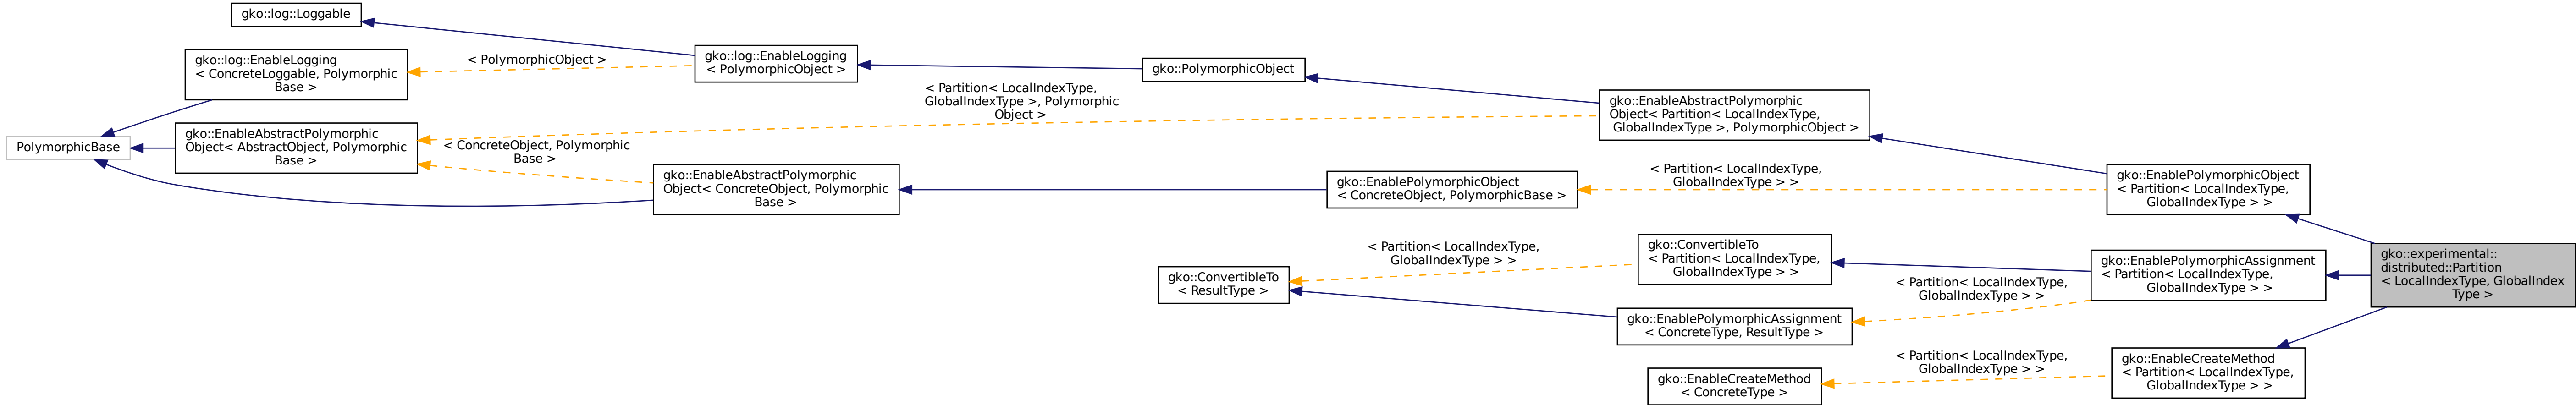 gko::log::Loggable
gko::log::EnableLogging
< ConcreteLoggable, Polymorphic
Base >
< PolymorphicObject >
gko::log::EnableLogging
< PolymorphicObject >
gko::PolymorphicObject
< Partition< LocalIndexType,
GlobalIndexType >, Polymorphic
Object >
gko::EnableAbstractPolymorphic
Object< Partition< LocalIndexType,
GlobalIndexType >, PolymorphicObject >
PolymorphicBase
gko::EnableAbstractPolymorphic
Object< AbstractObject, Polymorphic
Base >
< ConcreteObject, Polymorphic
Base >
gko::EnableAbstractPolymorphic
Object< ConcreteObject, Polymorphic
Base >
gko::EnablePolymorphicObject
< ConcreteObject, PolymorphicBase >
< Partition< LocalIndexType,
GlobalIndexType > >
gko::EnablePolymorphicObject
< Partition< LocalIndexType,
GlobalIndexType > >
gko::ConvertibleTo
< ResultType >
< Partition< LocalIndexType,
GlobalIndexType > >
gko::ConvertibleTo
< Partition< LocalIndexType,
GlobalIndexType > >
gko::EnablePolymorphicAssignment
< Partition< LocalIndexType,
GlobalIndexType > >
gko::experimental::
distributed::Partition
< LocalIndexType, GlobalIndex
Type >
< Partition< LocalIndexType,
GlobalIndexType > >
gko::EnablePolymorphicAssignment
< ConcreteType, ResultType >
< Partition< LocalIndexType,
GlobalIndexType > >
gko::EnableCreateMethod
< ConcreteType >
gko::EnableCreateMethod
< Partition< LocalIndexType,
GlobalIndexType > >